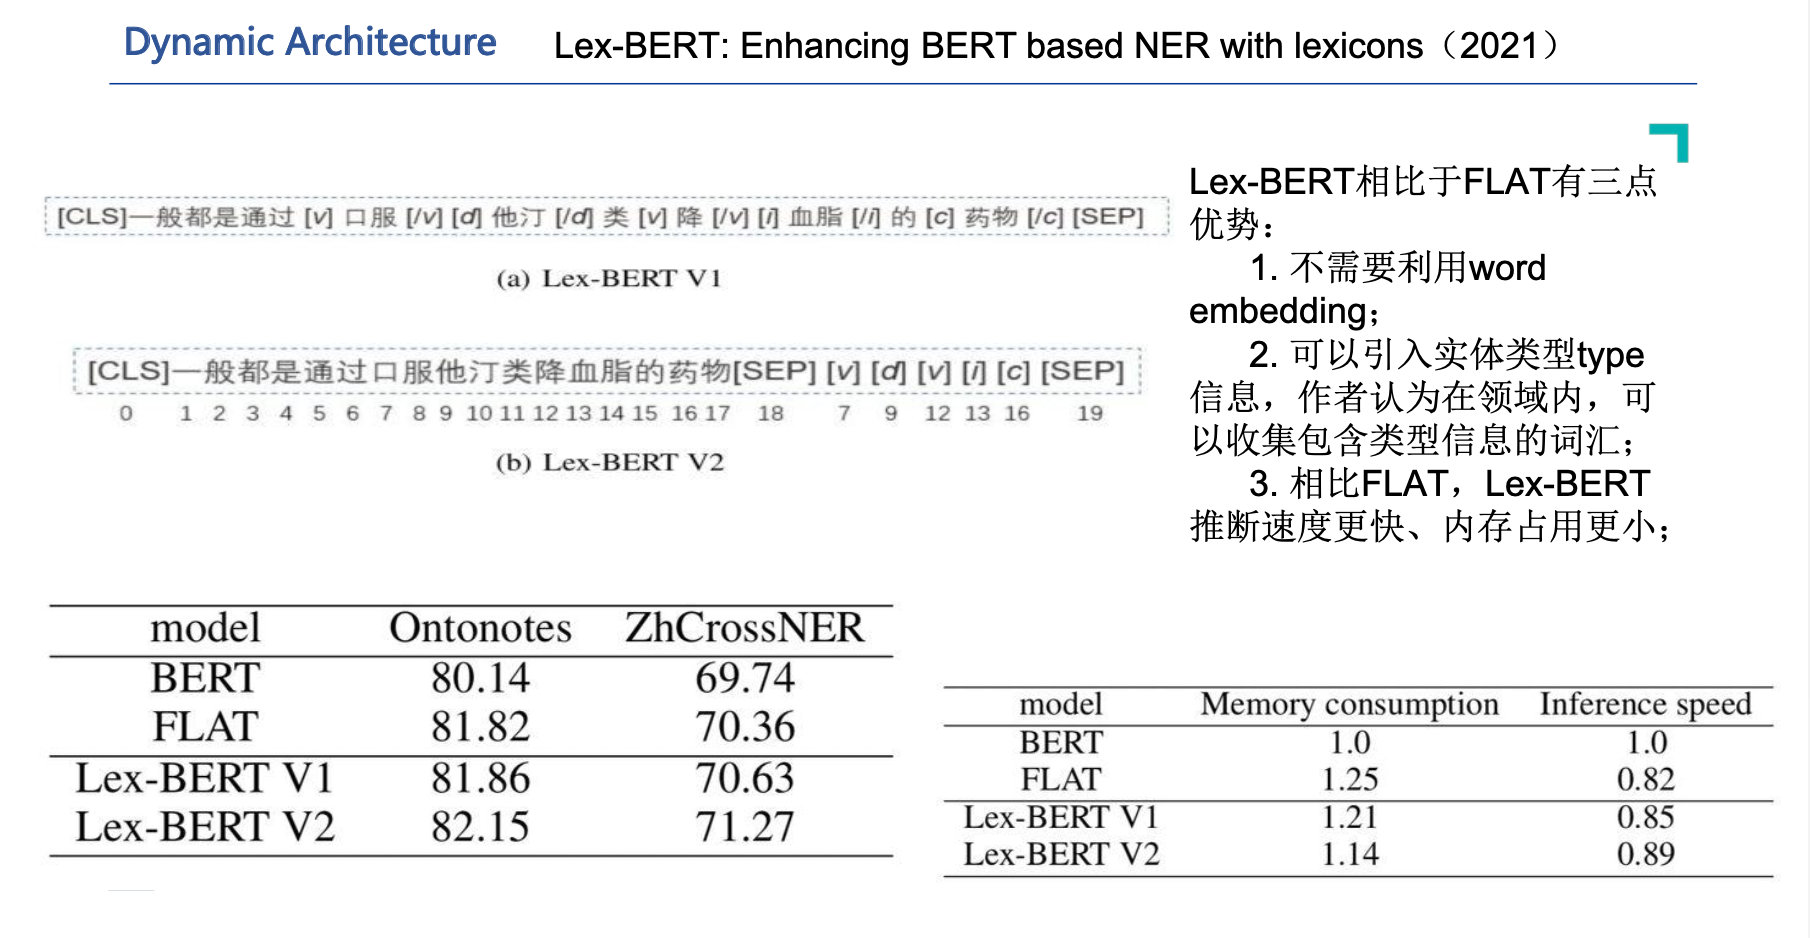 Dynamic Architecture Lex-BERT: Enhancing BERT based NER with lexicons（2021）
[CLS]一般都是通过 [v] 口服 [/v] [d] 他汀 [/d] 类 [v] 降 [/v] [i] 血脂 [/i] 的 [c] 药物 [/c] [SEP]
(a) Lex-BERT V1
[CLS]一般都是通过口服他汀类降血脂的药物[SEP] [v] [d] [v] [i] [c] [SEP]
0 1 2 3 4 5 6 7 8 9 10 11 12 13 14 15 16 17 18 7 9 12 13 16 19
(b) Lex-BERT V2
Lex-BERT相比于FLAT有三点
优势：
1. 不需要利用word
embedding；
2. 可以引入实体类型type
信息，作者认为在领域内，可
以收集包含类型信息的词汇；
3. 相比FLAT，Lex-BERT
推断速度更快、内存占用更小；
model Ontonotes ZhCrossNER
BERT 80.14 69.74
FLAT 81.82 70.36
Lex-BERT V1 81.86 70.63
Lex-BERT V2 82.15 71.27
model Memory consumption Inference speed
BERT 1.0 1.0
FLAT 1.25 0.82
Lex-BERT V1 1.21 0.85
Lex-BERT V2 1.14 0.89